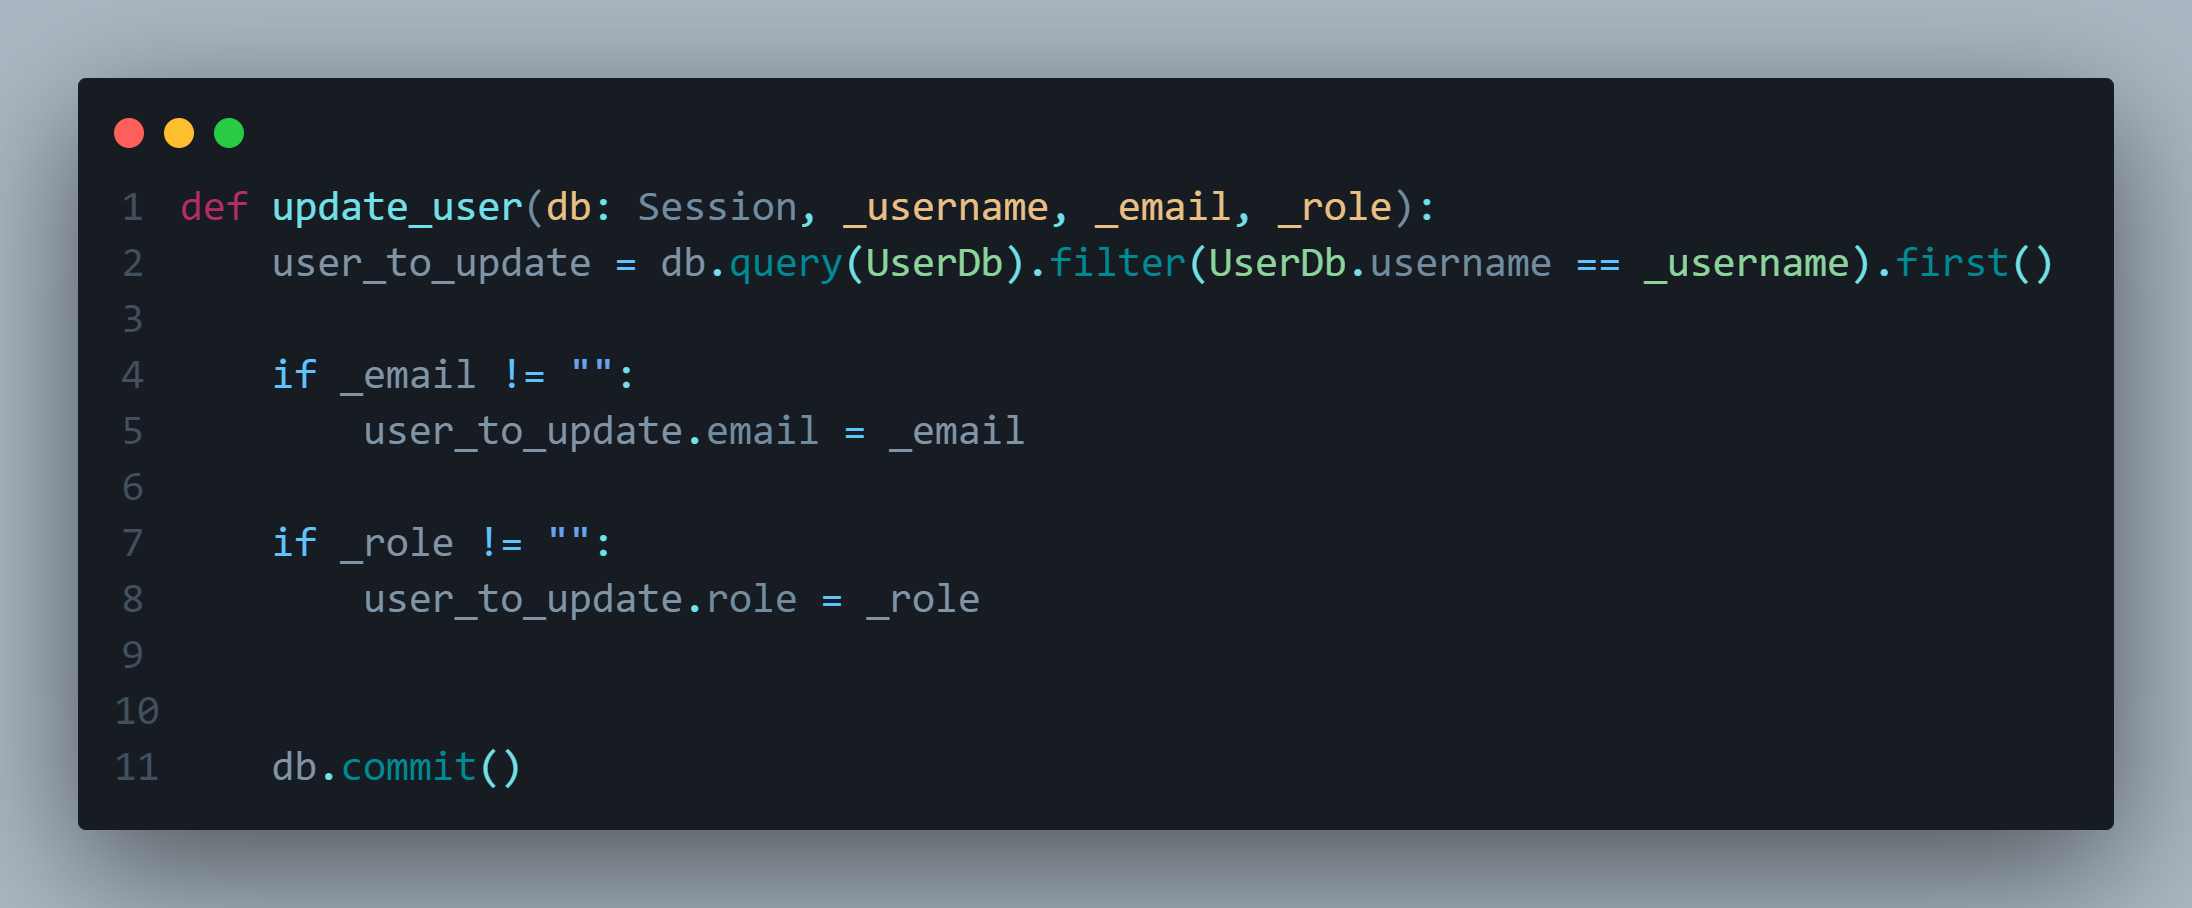 1 def update_user(db: Session, _username, _email, _role):
2     user_to_update = db.query(UserDb).filter(UserDb.username == _username).first()
3
4     if _email != "":
5         user_to_update.email = _email
6
7     if _role != "":
8         user_to_update.role = _role
9
10
11     db.commit()